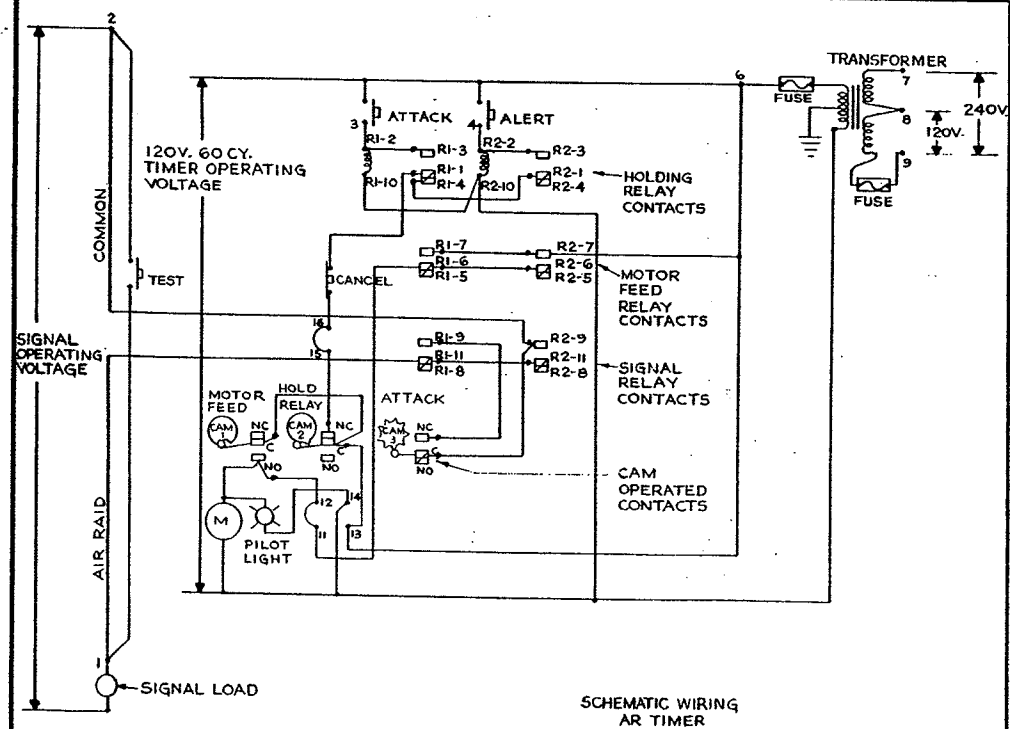 2
TRANSFORMER
6
7
FUSE
240V.
8
120V.
9
FUSE
ATTACK
3
ALERT
4
120V. 60 CY.
TIMER OPERATING
VOLTAGE
R1-2
R1-3
R1-1
R1-4
R1-10
R2-2
R2-3
R2-1
R2-4
R2-10
HOLDING
RELAY
CONTACTS
COMMON
TEST
R1-7
R1-6
R1-5
R2-7
R2-6
R2-5
CANCEL
MOTOR
FEED
RELAY
CONTACTS
16
15
SIGNAL
OPERATING
VOLTAGE
R1-9
R1-11
R1-8
R2-9
R2-11
R2-8
SIGNAL
RELAY
CONTACTS
MOTOR
FEED
HOLD
RELAY
ATTACK
CAM
1
NC
C
NO
CAM
2
NC
C
CAM
3
NC
C
NO
CAM
OPERATED
CONTACTS
12
14
M
11
13
PILOT
LIGHT
AIR RAID
1
SIGNAL LOAD
SCHEMATIC WIRING
AR TIMER